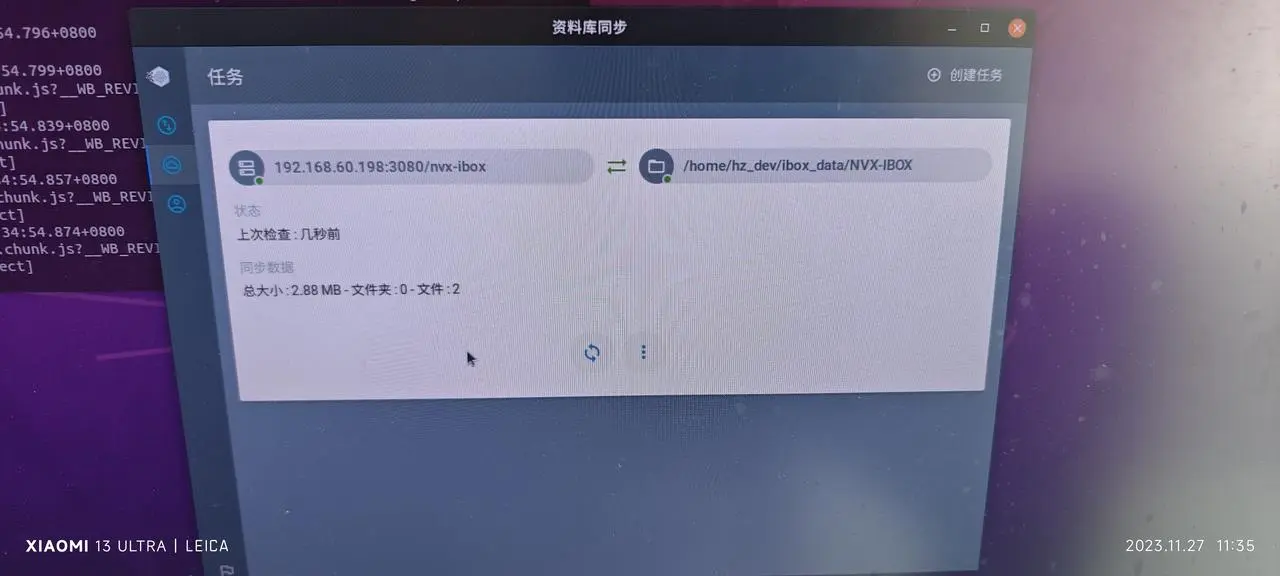 54.796+0800
54.799+0800
unk.js?__WB_REVI
]
4:54.839+0800
unk.js?__WB_REVI
t]
4:54.857+0800
chunk.js?__WB_REVI
ct]
34:54.874+0800
.chunk.js?__WB_REVI
ect]
资料库同步
任务
创建任务
192.168.60.198:3080/nvx-ibox
/home/hz_dev/ibox_data/NVX-IBOX
状态
上次检查 : 几秒前
同步数据
总大小 : 2.88 MB - 文件夹 : 0 - 文件 : 2
XIAOMI 13 ULTRA | LEICA
2023.11.27 11:35